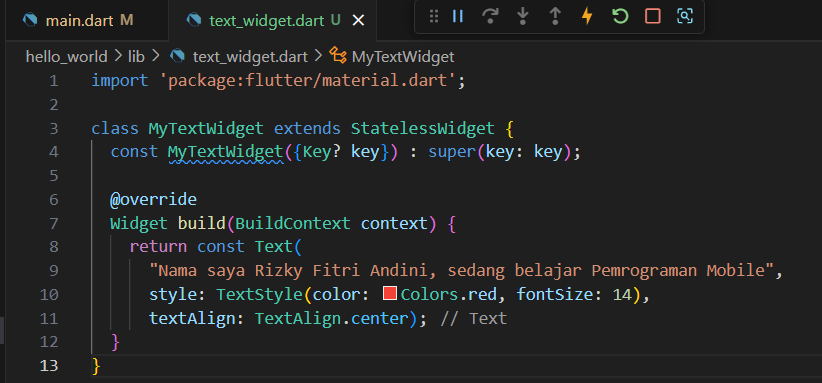 main.dart M text_widget.dart U
hello_world > lib > text_widget.dart > MyTextWidget
1 import 'package:flutter/material.dart';
2
3 class MyTextWidget extends StatelessWidget {
4 const MyTextWidget({Key? key}) : super(key: key);
5
6 @override
7 Widget build(BuildContext context) {
8 return const Text(
9 "Nama saya Rizky Fitri Andini, sedang belajar Pemrograman Mobile",
10 style: TextStyle(color: Colors.red, fontSize: 14),
11 textAlign: TextAlign.center); // Text
12 }
13 }